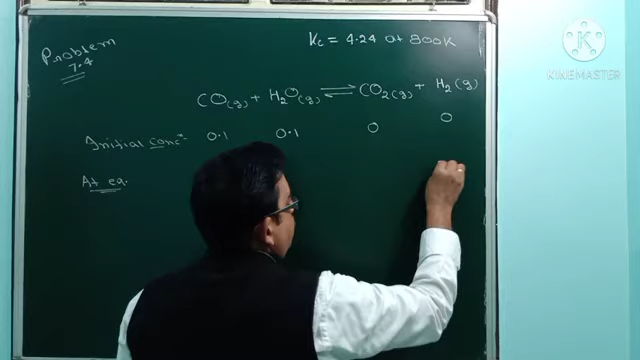 Problem
7.4
Kc = 4.24 at 800K
CO(g) + H2O(g) ⇌ CO2(g) + H2(g)
Initial concⁿ 0.1 0.1 0 0
At eq.
KINEMASTER